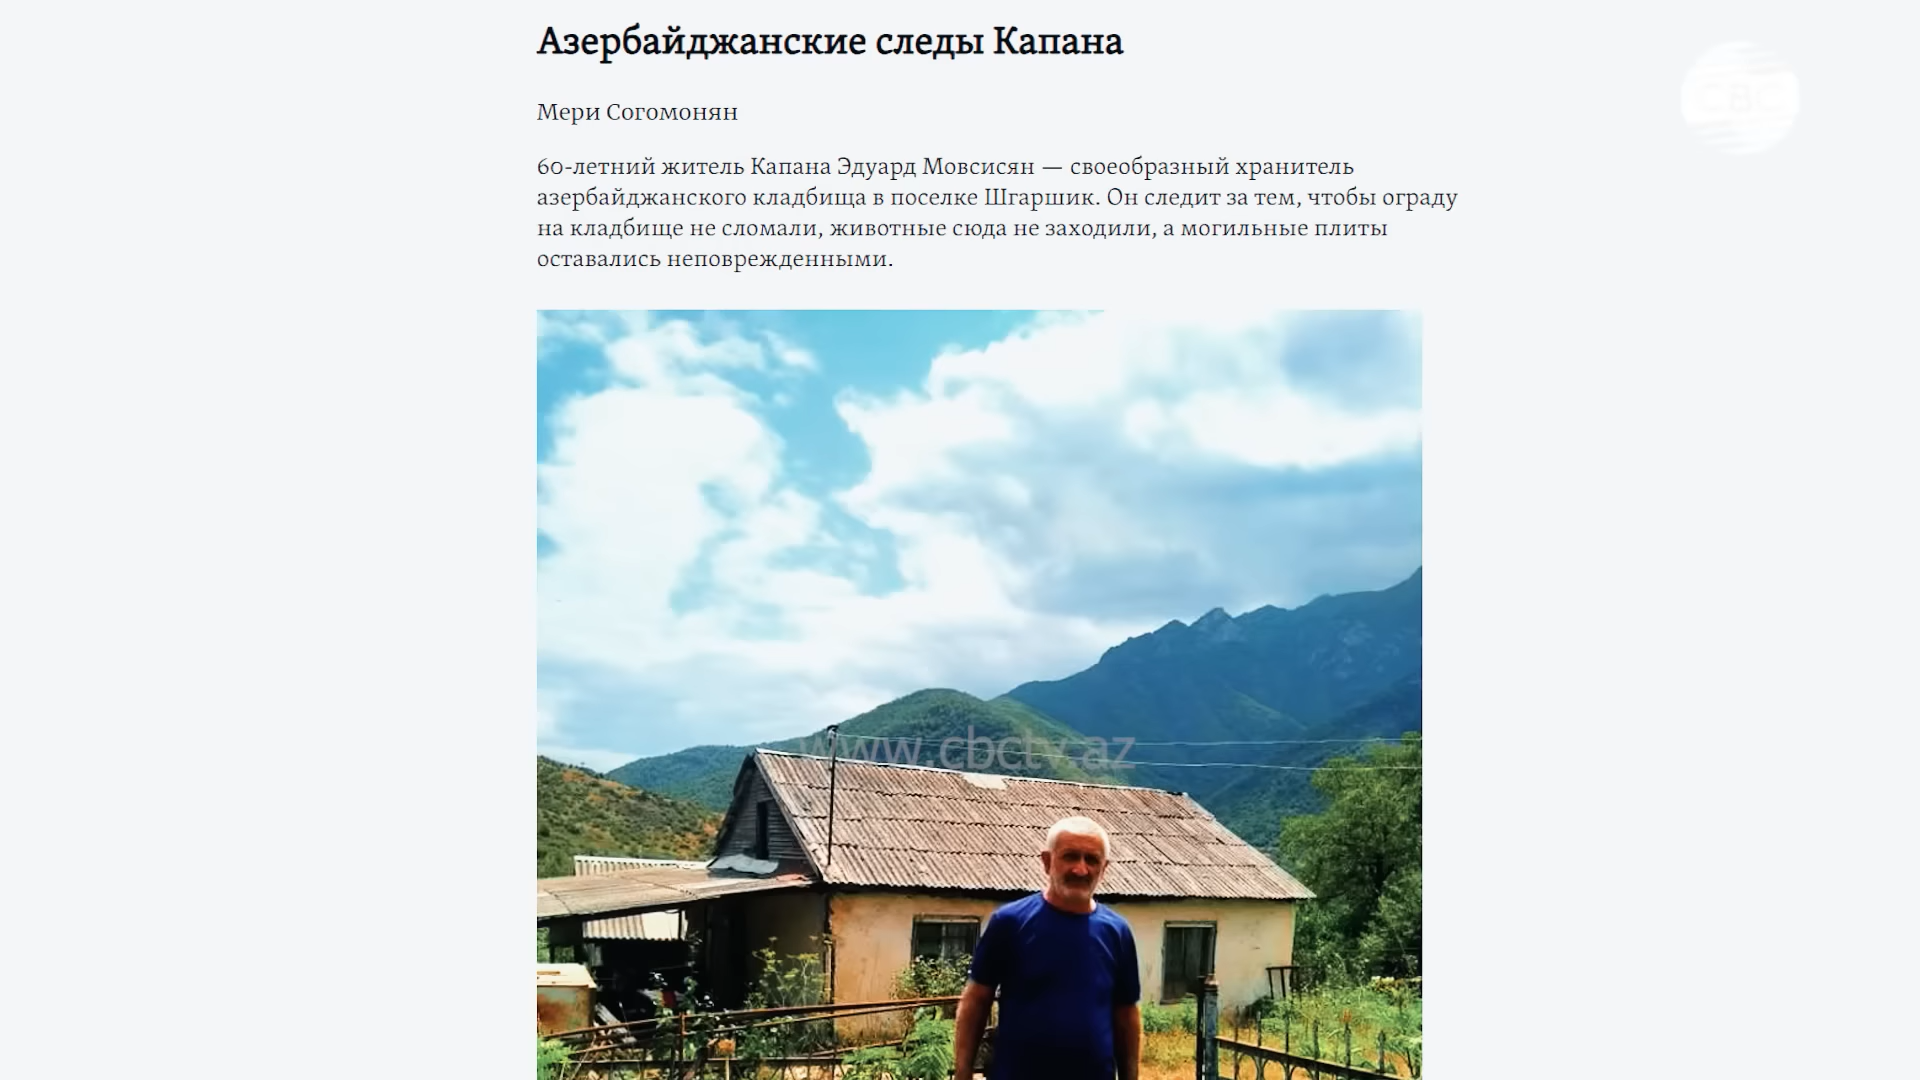 Азербайджанские следы Капана
CBC
Мери Согомонян
60-летний житель Капана Эдуард Мовсисян — своеобразный хранитель
азербайджанского кладбища в поселке Шгаршик. Он следит за тем, чтобы ограду
на кладбище не сломали, животные сюда не заходили, а могильные плиты
оставались неповрежденными.
www.cbctv.az